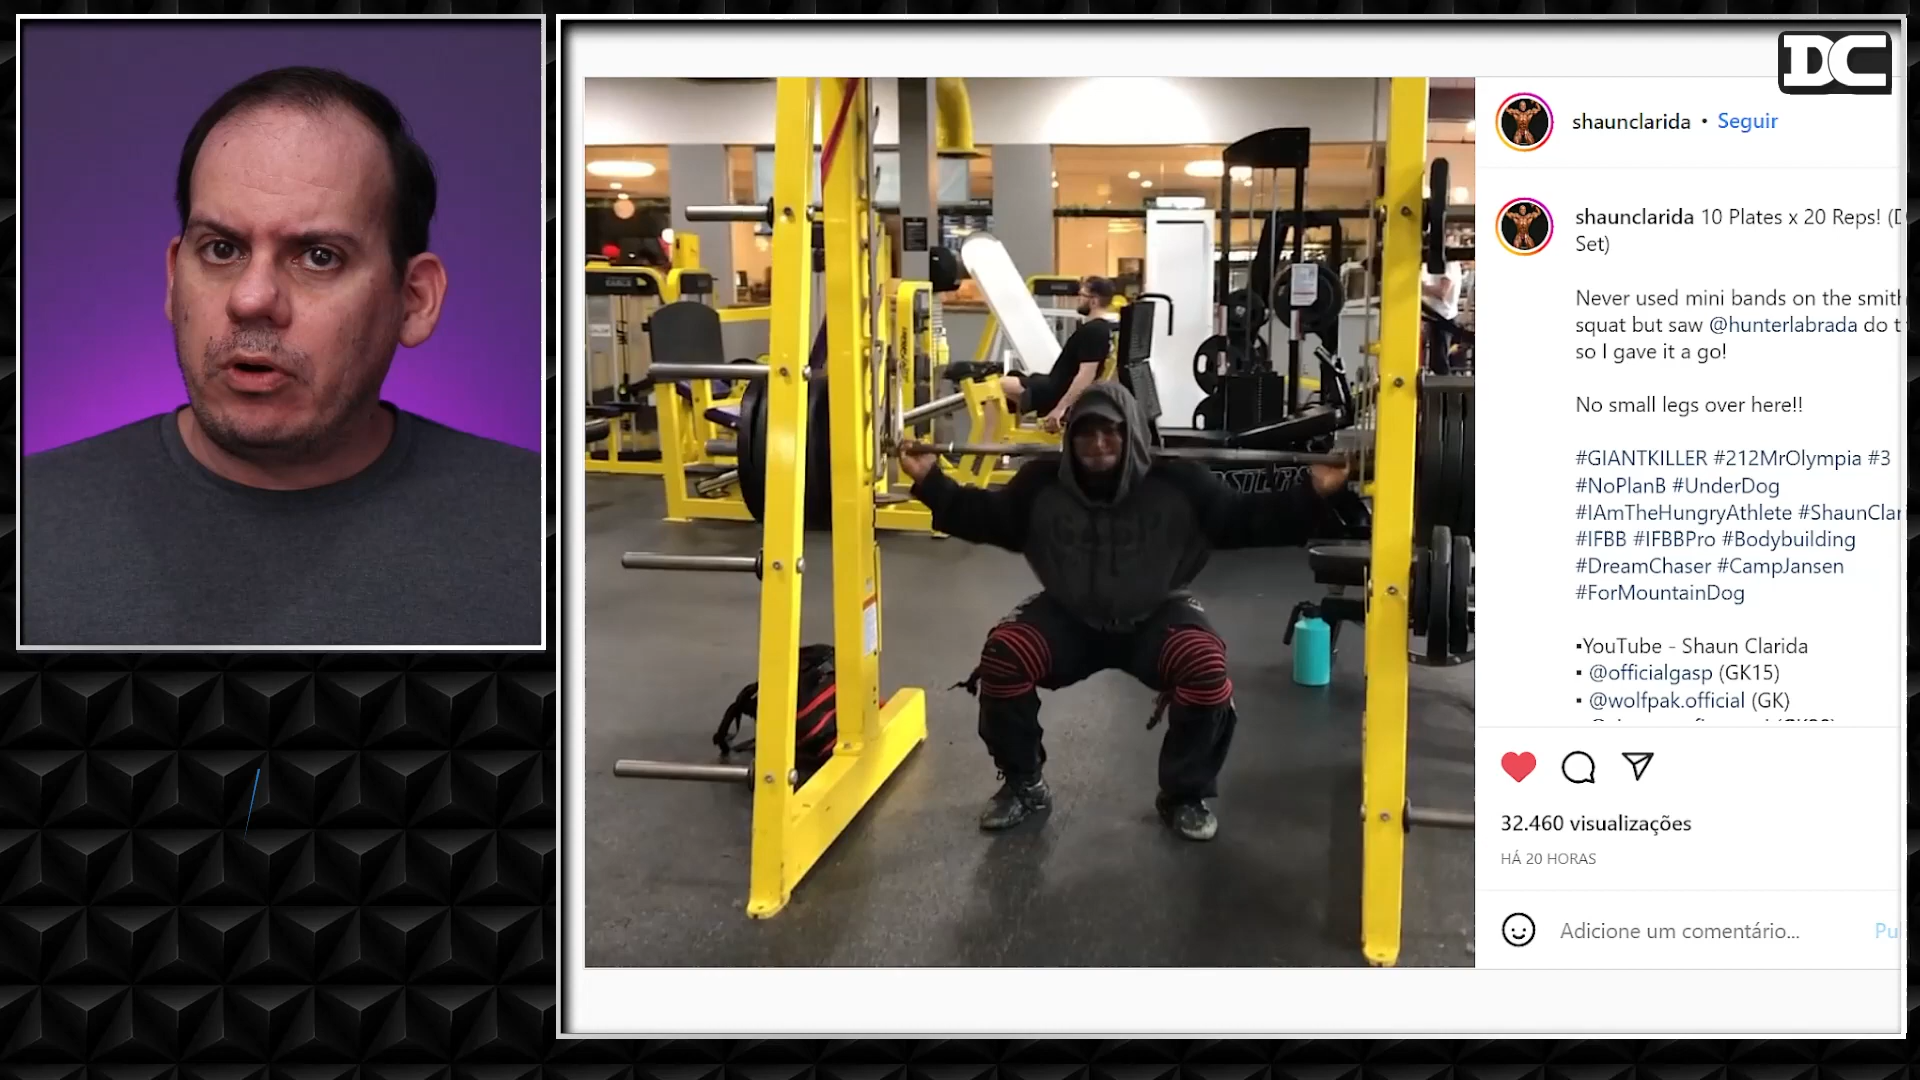 DC
shaunclarida • Seguir
shaunclarida 10 Plates x 20 Reps! (D
Set)
Never used mini bands on the smith
squat but saw @hunterlabrada do t
so I gave it a go!
No small legs over here!!
#GIANTKILLER #212MrOlympia #3
#NoPlanB #UnderDog
#IAmTheHungryAthlete #ShaunClari
#IFBB #IFBBPro #Bodybuilding
#DreamChaser #CampJansen
#ForMountainDog
▪YouTube - Shaun Clarida
▪ @officialgasp (GK15)
▪ @wolfpak.official (GK)
32.460 visualizações
HÁ 20 HORAS
Adicione um comentário... Pu